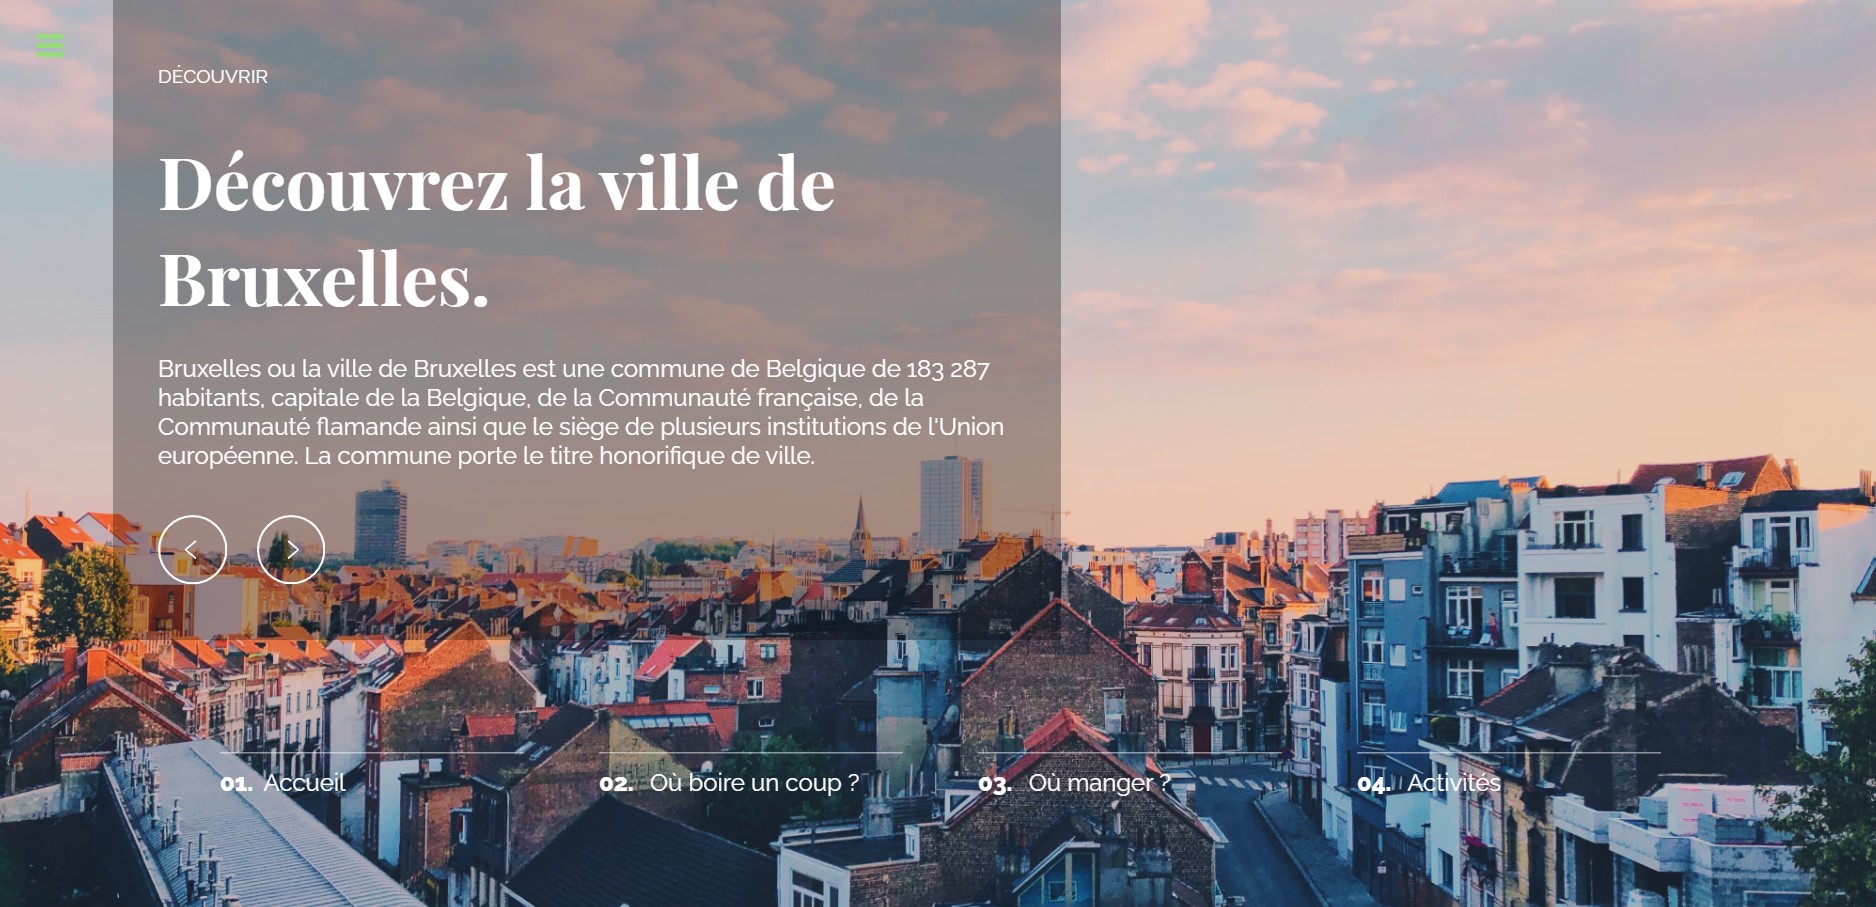 DÉCOUVRIR
Découvrez la ville de
Bruxelles.
Bruxelles ou la ville de Bruxelles est une commune de Belgique de 183 287
habitants, capitale de la Belgique, de la Communauté française, de la
Communauté flamande ainsi que le siège de plusieurs institutions de l'Union
européenne. La commune porte le titre honorifique de ville.
01. Accueil
02. Où boire un coup ?
03. Où manger ?
04. Activités